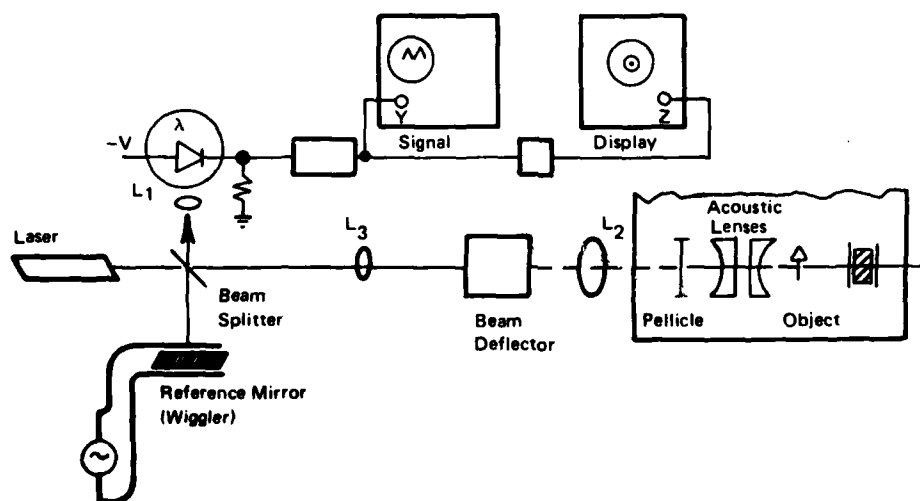 Y
Signal
Z
Display
-V
λ
L1
Laser
Beam
Splitter
L3
Beam
Deflector
L2
Acoustic
Lenses
Pellicle
Object
Reference Mirror
(Wiggler)
~